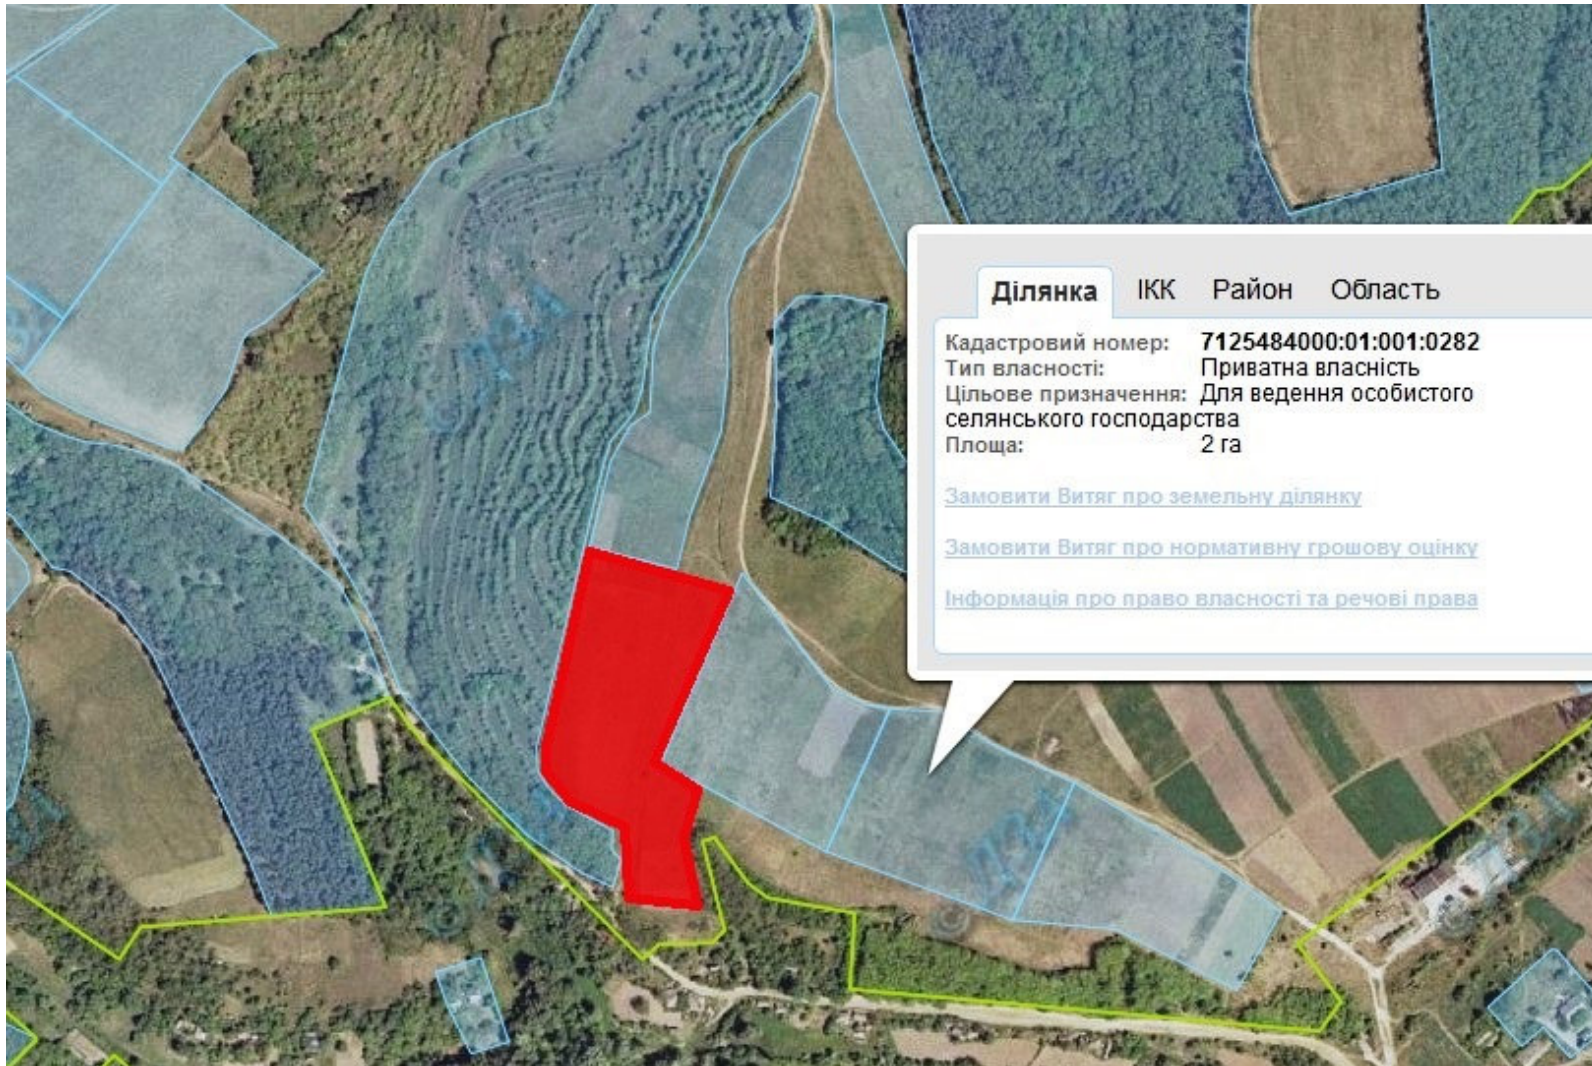 Ділянка ІКК Район Область
Кадастровий номер: 7125484000:01:001:0282
Тип власності: Приватна власність
Цільове призначення: Для ведення особистого
селянського господарства
Площа: 2 га
Замовити Витяг про земельну ділянку
Замовити Витяг про нормативну грошову оцінку
Інформація про право власності та речові права